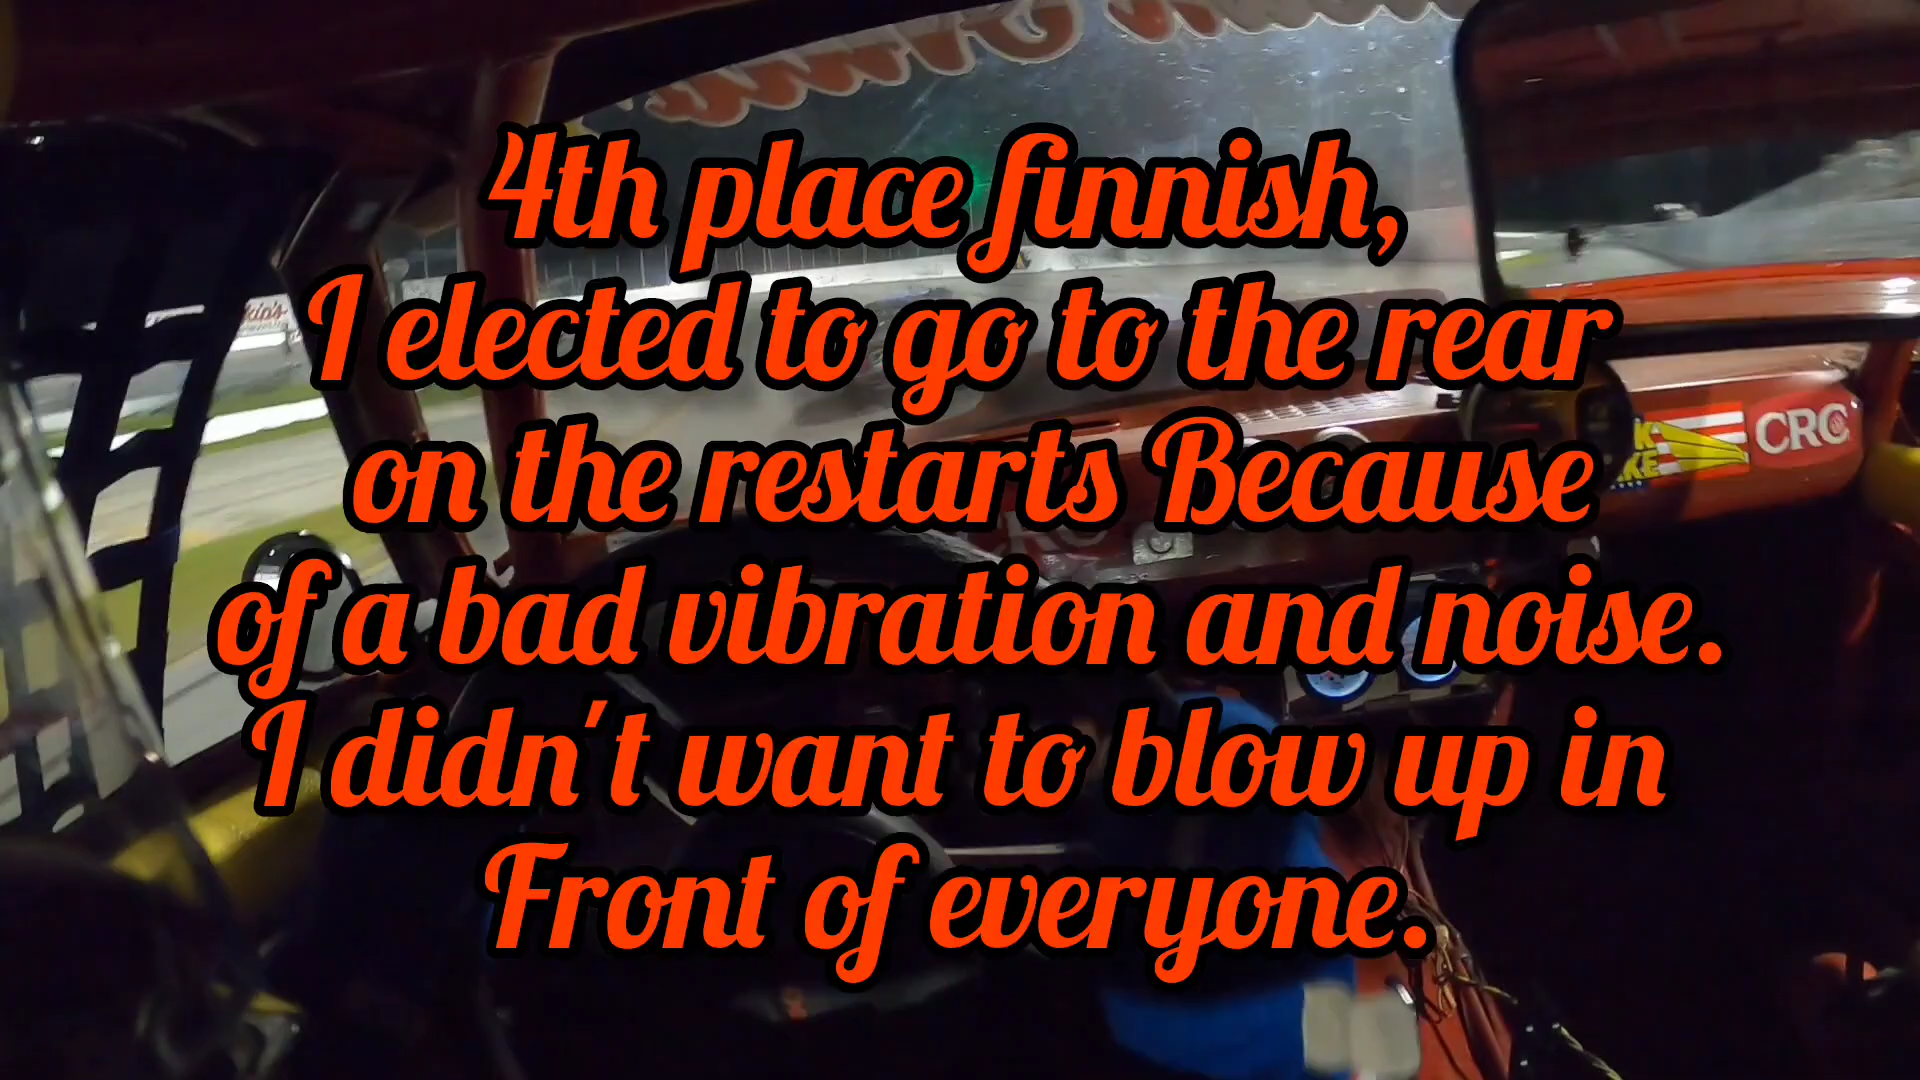 4th place finnish,
I elected to go to the rear
on the restarts Because
of a bad vibration and noise.
I didn't want to blow up in
Front of everyone.
CRC